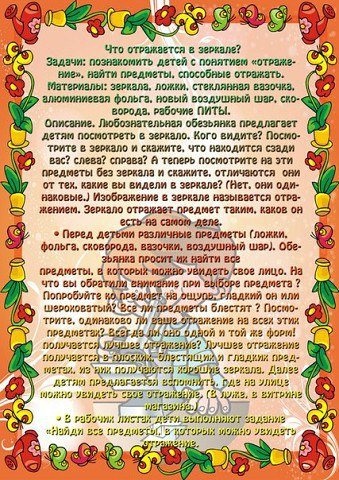 Что отражается в зеркале?
Задачи: познакомить детей с понятием «отраже-
ние», найти предметы, способные отражать.
Материалы: зеркала, ложки, стеклянная вазочка,
алюминиевая фольга, новый воздушный шар, ско-
ворода, рабочие ПИТЫ.
Описание. Любознательная обезьянка предлагает
детям посмотреть в зеркало. Кого видите? Посмо-
трите в зеркало и скажите, что находится сзади
вас? слева? справа? А теперь посмотрите на эти
предметы без зеркала и скажите, отличаются они
от тех, какие вы видели в зеркале? (Нет, они оди-
наковые.) Изображение в зеркале называется отра-
жением. Зеркало отражает предмет таким, каков он
есть на самом деле.
• Перед детьми различные предметы (ложки,
фольга, сковорода, вазочки, воздушный шар). Обе-
зьянка просит их найти все
предметы, в которых можно увидеть свое лицо. На
что вы обратили внимание при выборе предмета ?
Попробуйте ко предмет на ощупь, гладкий он или
шероховатый? Все ли предметы блестят ? Посмо-
трите, одинаково ли ваше отражение на всех этих
предметах? Всегда ли оно одной и той же форм!
получается лучшее отражение? Лучшее отражение
получается в плоских, блестящих и гладких пред-
метах, из них получаются хорошие зеркала. Далее
детям предлагается вспомнить, где на улице
можно увидеть свое отражение. (В луже, в витрине
магазина.)
• В рабочих листах дети выполняют задание
«Найди все предметы, в которых можно увидеть
отражение.